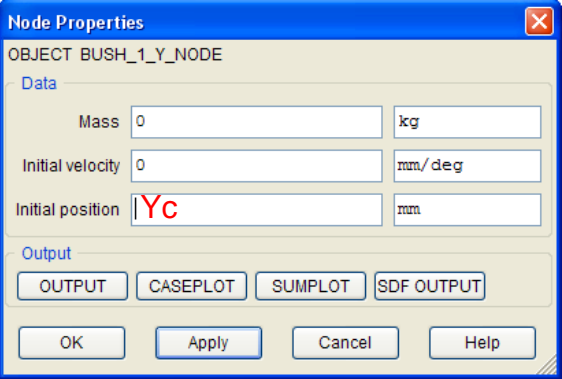 Node Properties
OBJECT BUSH_1_Y_NODE
Data
Mass 0 kg
Initial velocity 0 mm/deg
Initial position Yc mm
Output
OUTPUT CASEPLOT SUMPLOT SDF OUTPUT
OK Apply Cancel Help